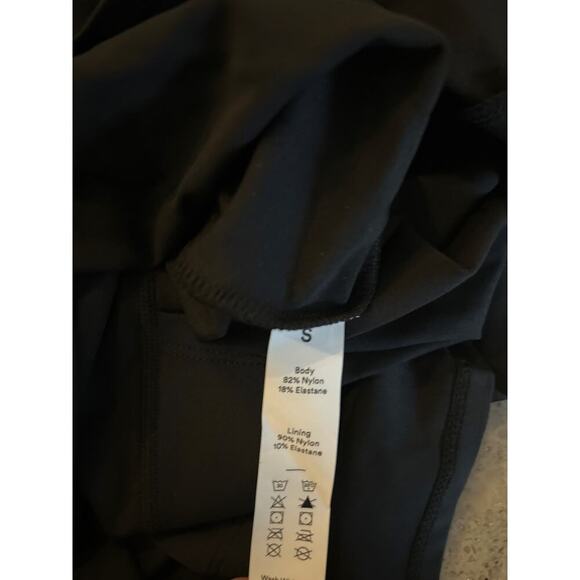 S
Body
82% Nylon
18% Elastane
Lining
90% Nylon
10% Elastane